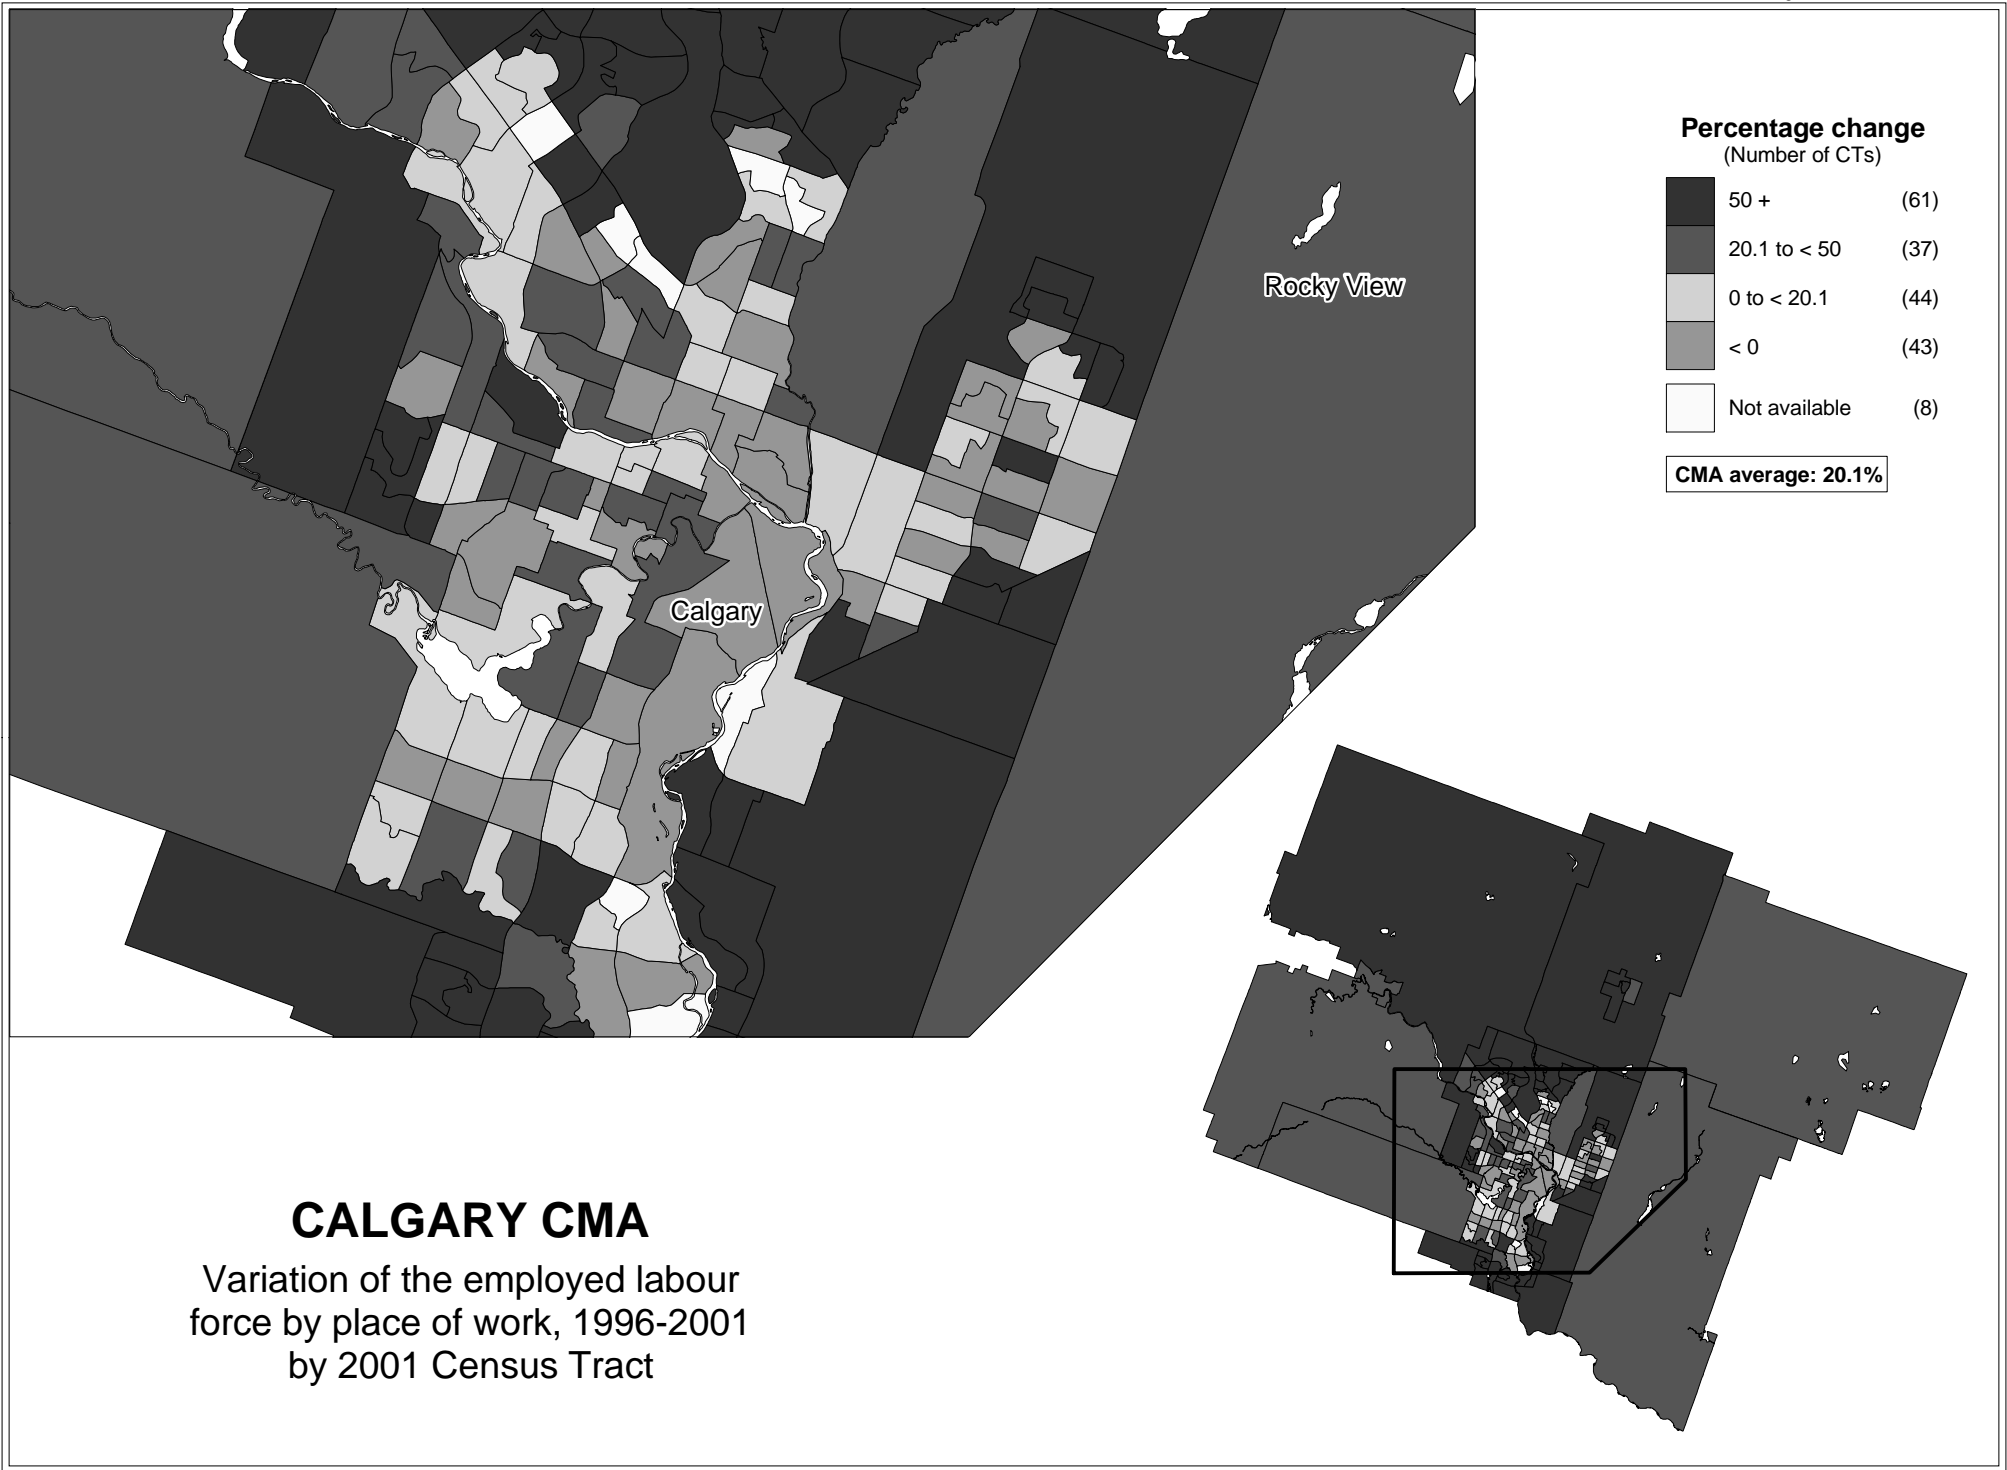 Percentage change
(Number of CTs)
50 + (61)
20.1 to < 50 (37)
0 to < 20.1 (44)
< 0 (43)
Not available (8)
CMA average: 20.1%
Rocky View
Calgary
CALGARY CMA
Variation of the employed labour
force by place of work, 1996-2001
by 2001 Census Tract